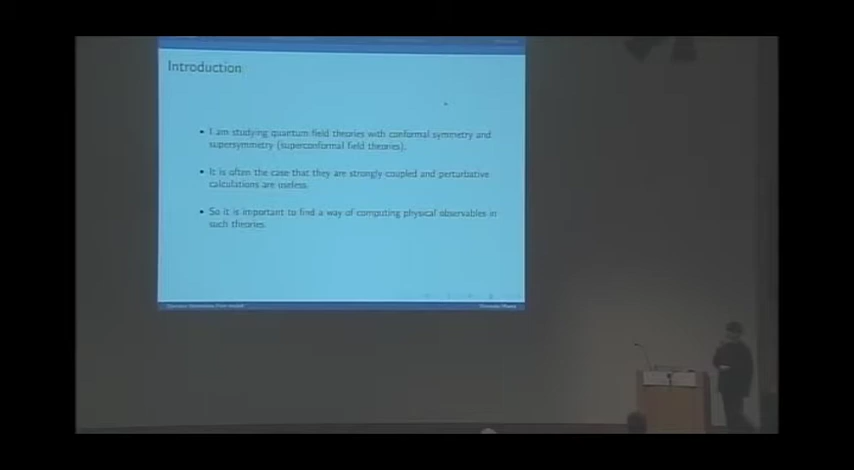 Introduction
• I am studying quantum field theories with conformal symmetry and
supersymmetry (superconformal field theories).
• It is often the case that they are strongly coupled and perturbative
calculations are useless.
• So it is important to find a way of computing physical observables in
such theories.